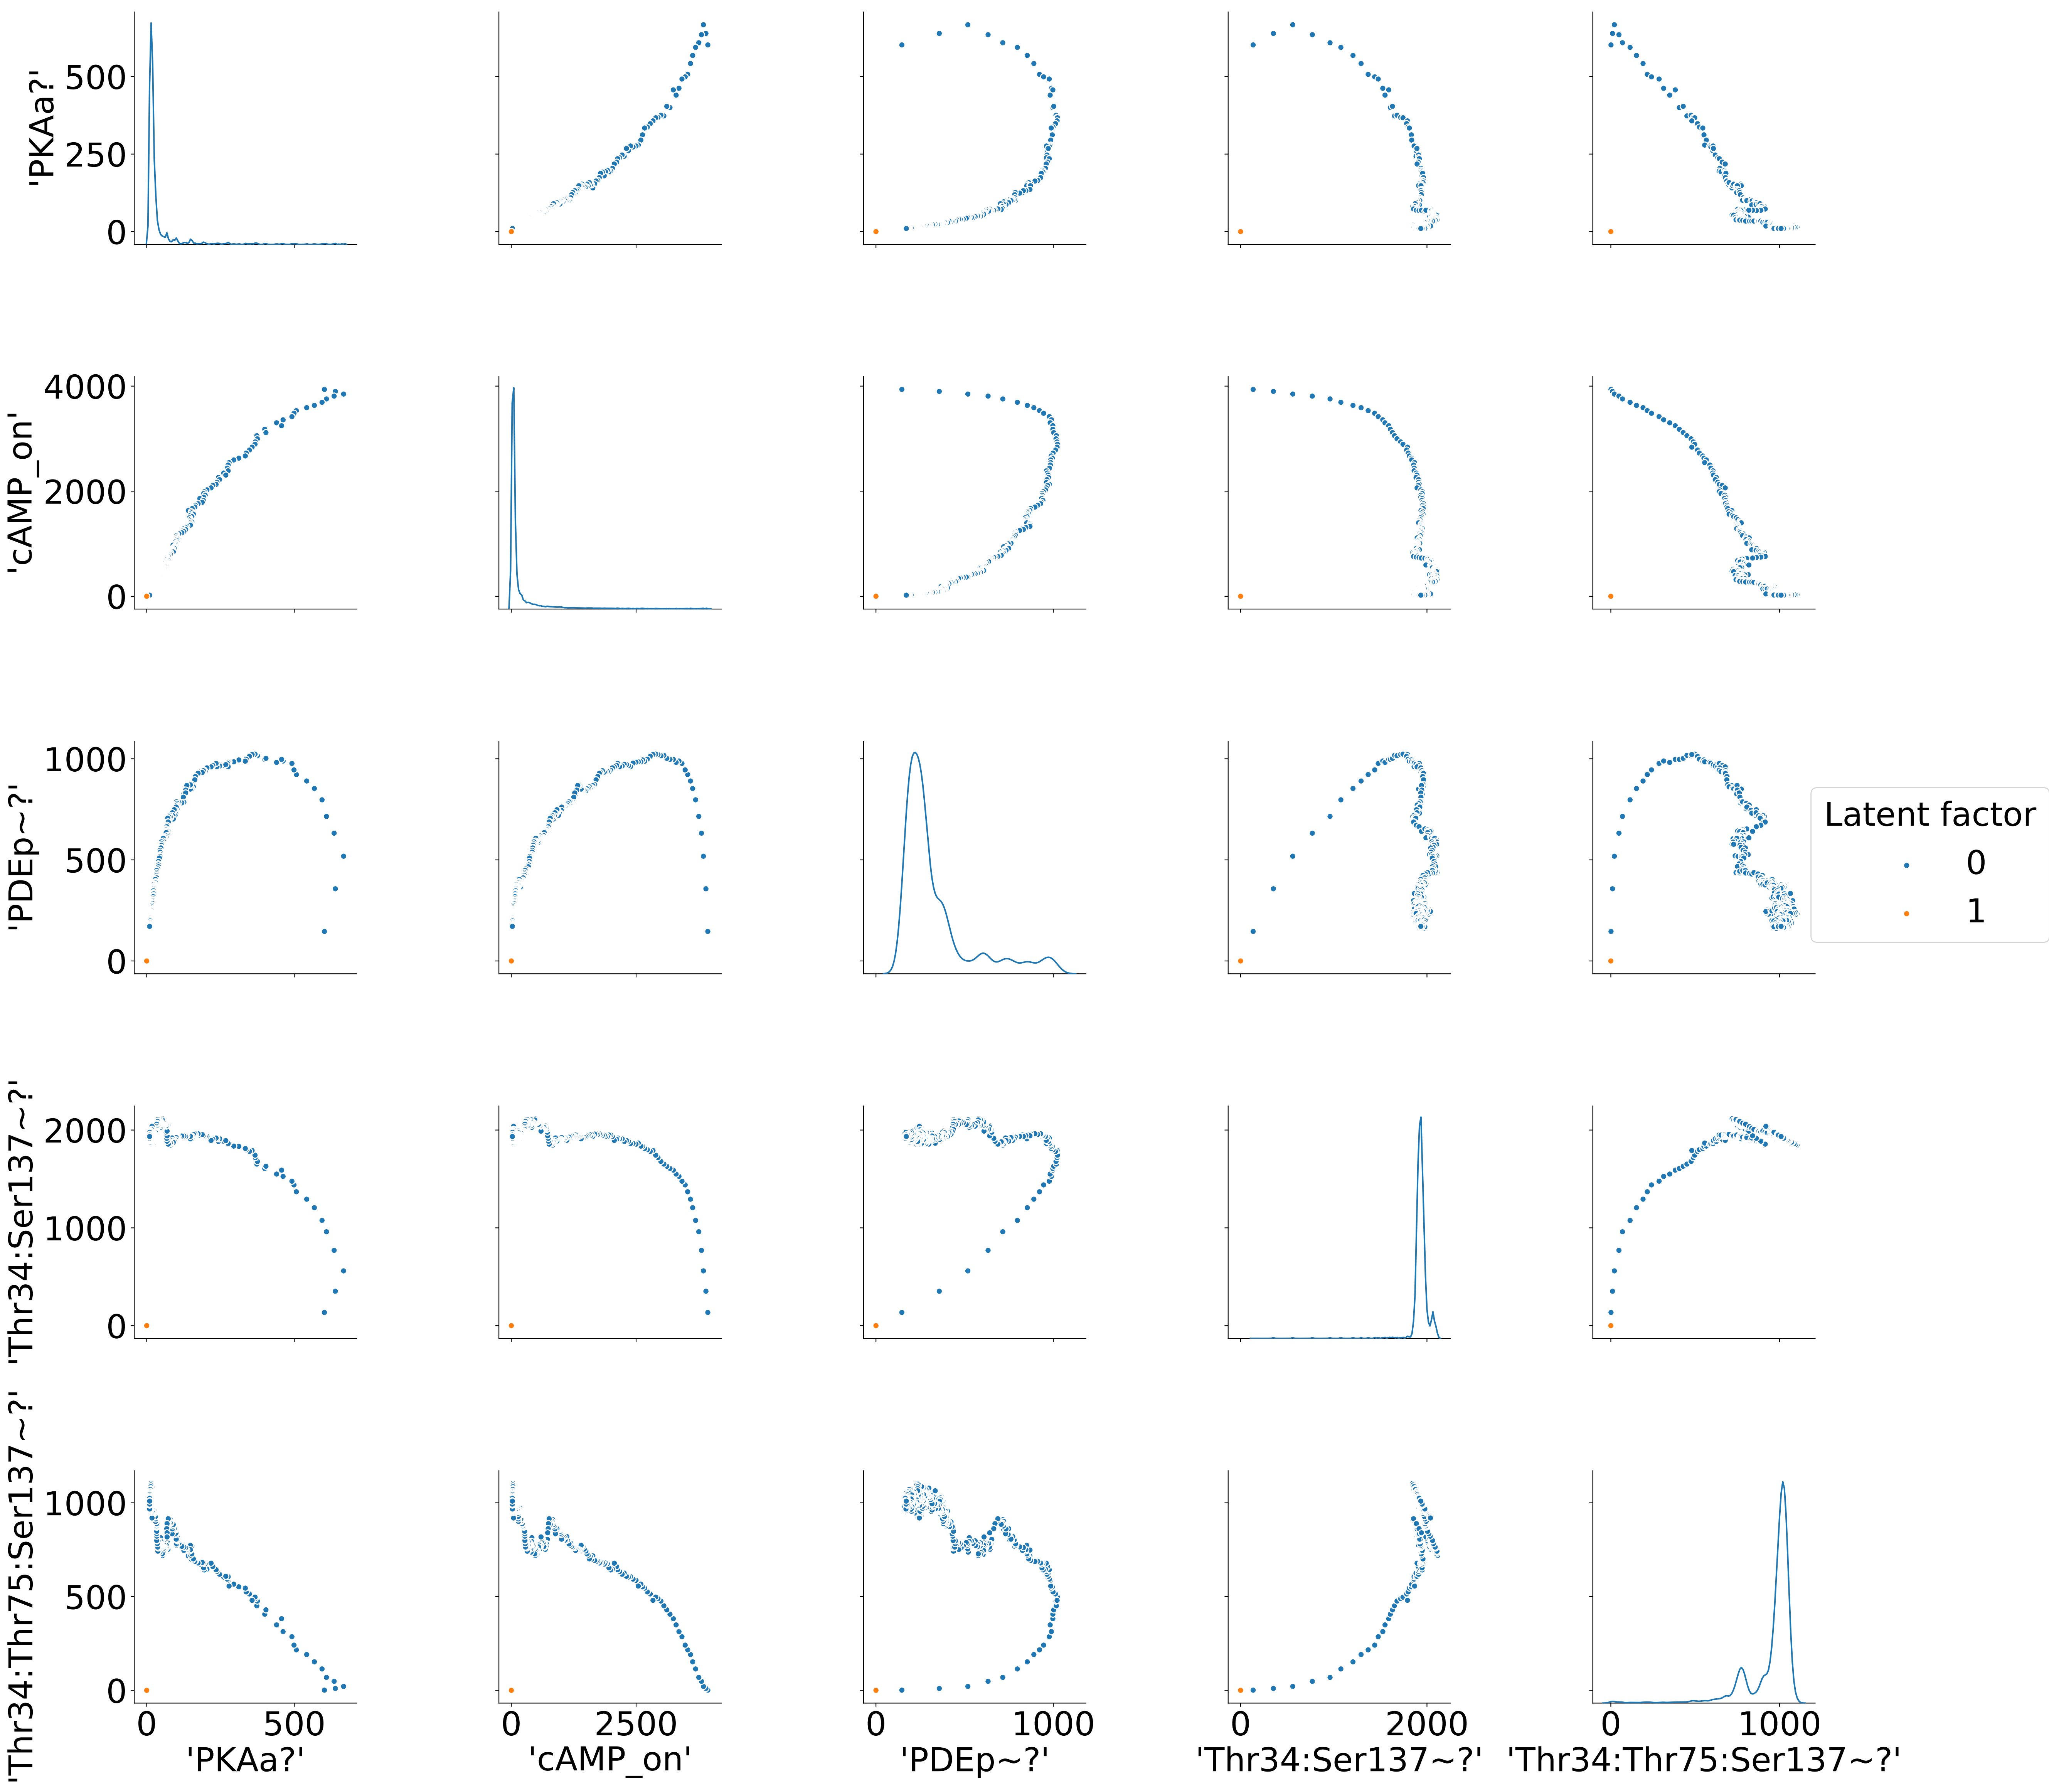 'PKAa?'
500
250
0
'cAMP_on'
4000
2000
0
'PDEp~?'
1000
500
0
Latent factor
0
1
'Thr34:Ser137~?'
2000
1000
0
'Thr34:Thr75:Ser137~?'
1000
500
0
0 500 0 2500 0 1000 0 2000 0 1000
'PKAa?' 'cAMP_on' 'PDEp~?' 'Thr34:Ser137~?' 'Thr34:Thr75:Ser137~?'